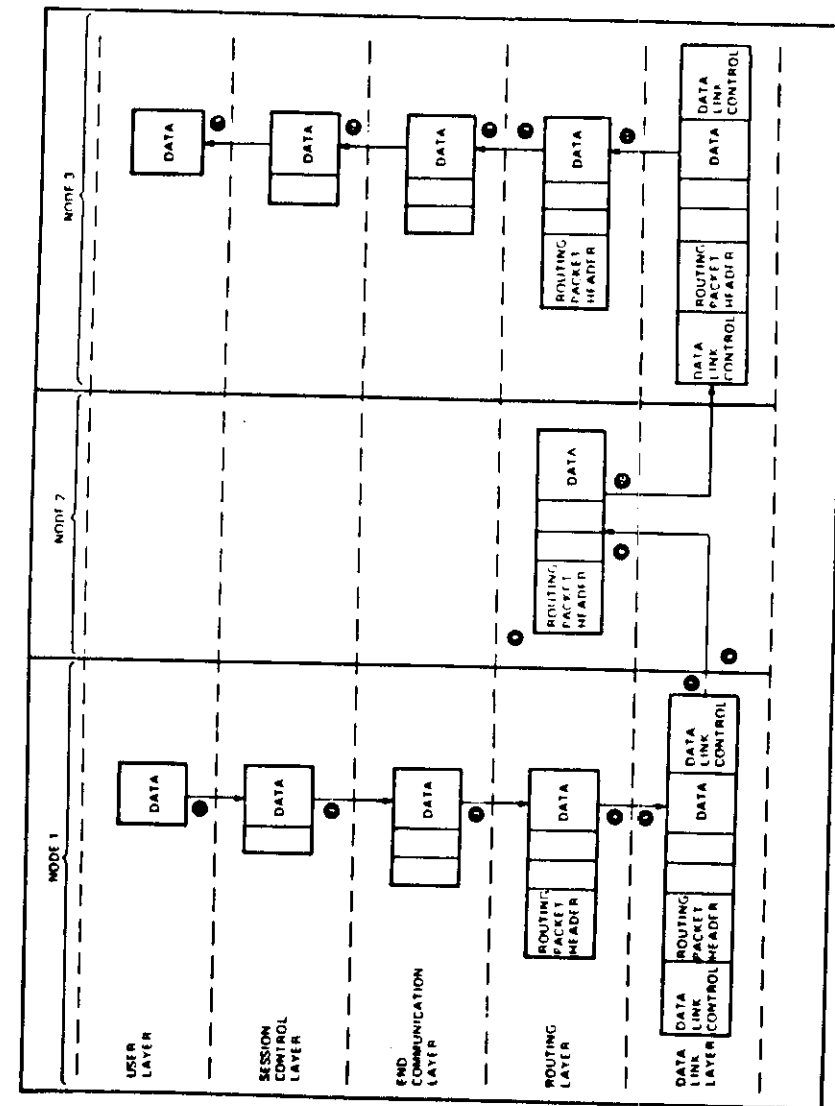 NODE 1
NODE 2
NODE 3
USER
LAYER
DATA
DATA
SESSION
CONTROL
LAYER
DATA
DATA
END
COMMUNICATION
LAYER
DATA
DATA
ROUTING
LAYER
ROUTING
PACKET
HEADER
DATA
ROUTING
PACKET
HEADER
DATA
ROUTING
PACKET
HEADER
DATA
DATA
LINK
LAYER
DATA
LINK
CONTROL
ROUTING
PACKET
HEADER
DATA
DATA
LINK
CONTROL
DATA
LINK
CONTROL
ROUTING
PACKET
HEADER
DATA
DATA
LINK
CONTROL